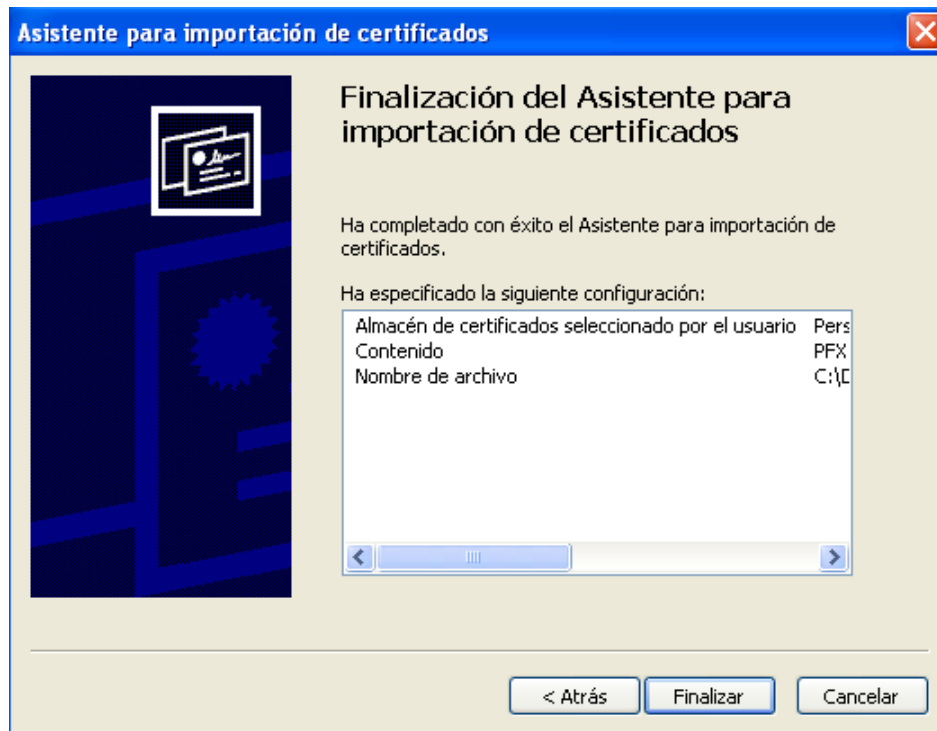 Asistente para importación de certificados
Finalización del Asistente para
importación de certificados
Ha completado con éxito el Asistente para importación de
certificados.
Ha especificado la siguiente configuración:
Almacén de certificados seleccionado por el usuario Pers
Contenido PFX
Nombre de archivo C:\D
< Atrás Finalizar Cancelar